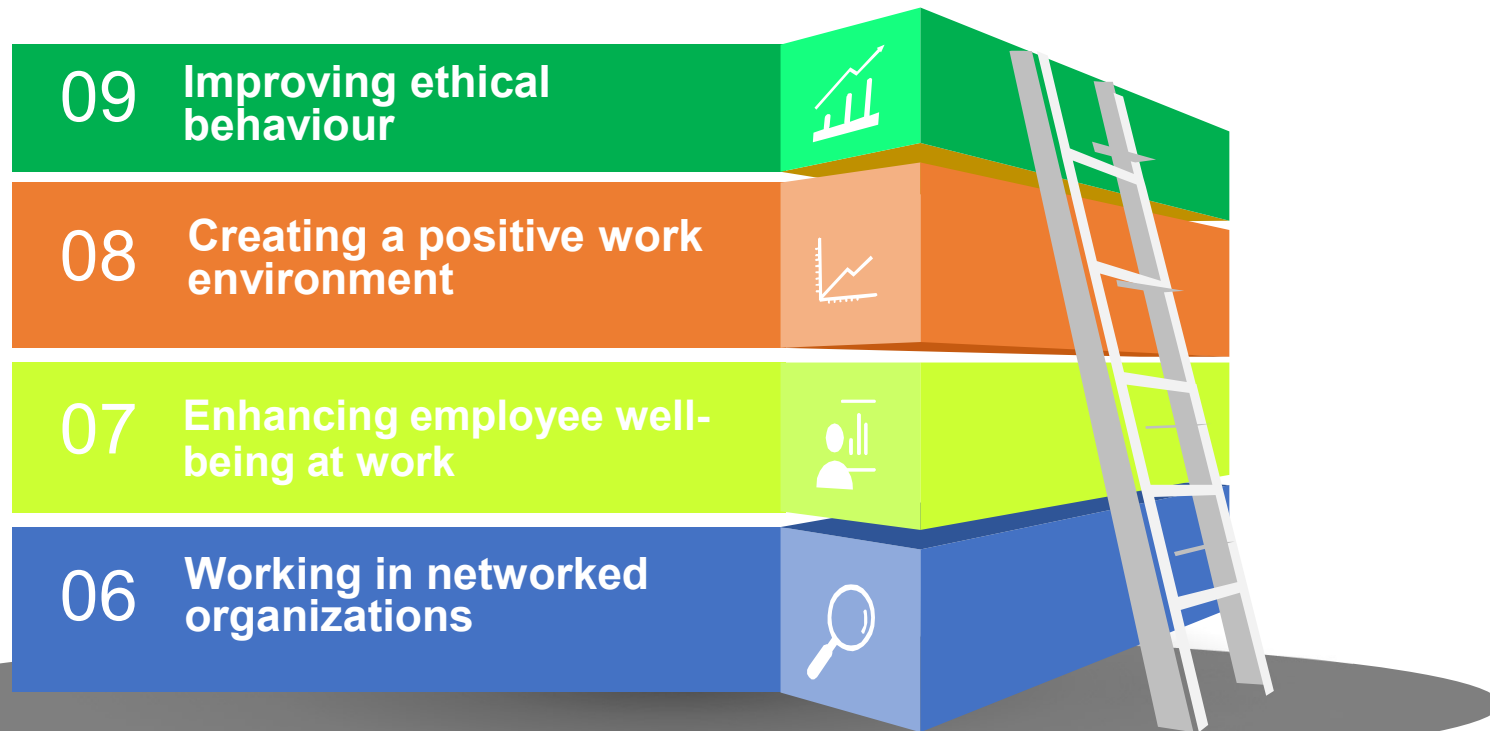 09
Improving ethical
behaviour
08
Creating a positive work
environment
07
Enhancing employee well-
being at work
06
Working in networked
organizations